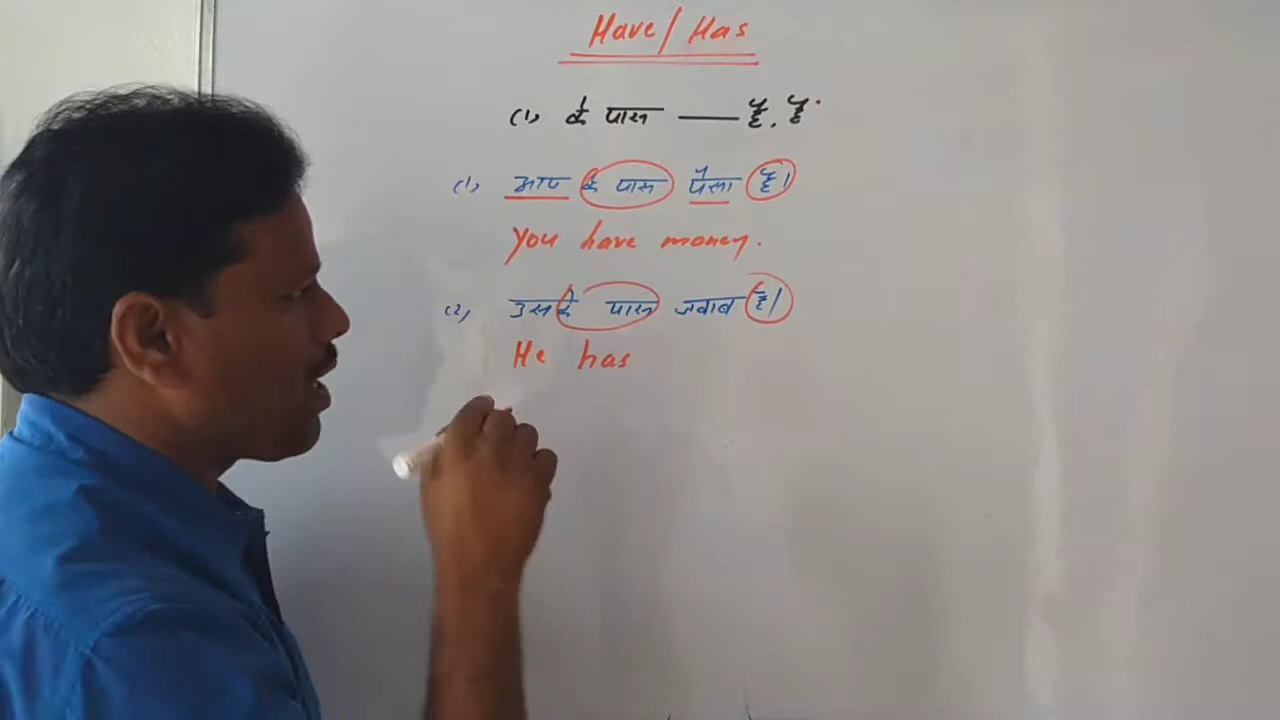 Have/Has
(1) के पास — है, हैं
(1) आप के पास पैसा है।
You have money.
(2) उसके पास जवाब है।
He has